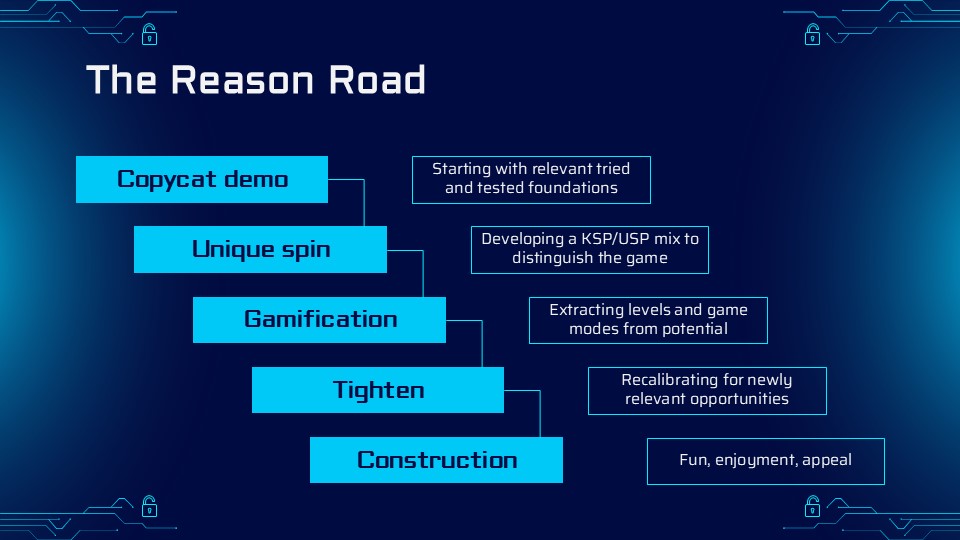 The Reason Road
Copycat demo
Starting with relevant tried
and tested foundations
Unique spin
Developing a KSP/USP mix to
distinguish the game
Gamification
Extracting levels and game
modes from potential
Tighten
Recalibrating for newly
relevant opportunities
Construction
Fun, enjoyment, appeal